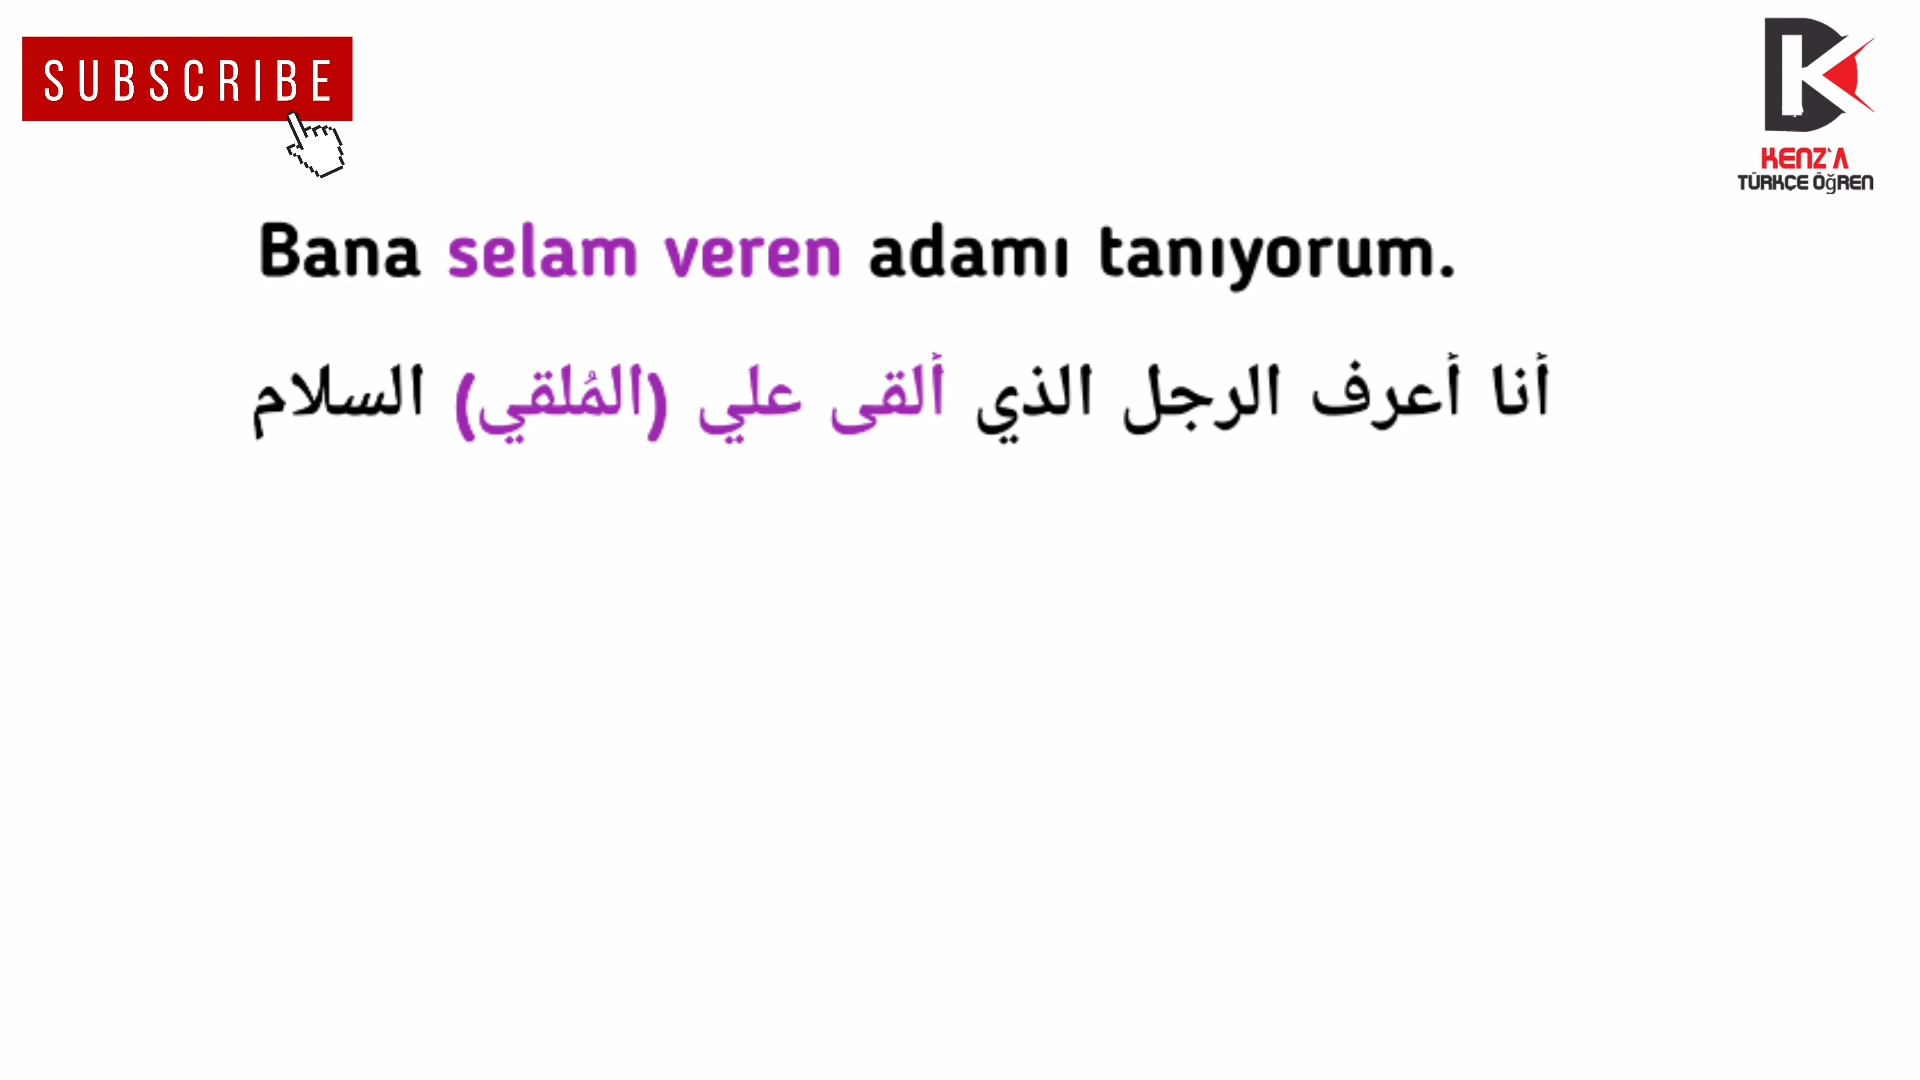 SUBSCRIBE
KENZ'A
TÜRKÇE ÖğREN
Bana selam veren adamı tanıyorum.
أنا أعرف الرجل الذي ألقى علي (المُلقي) السلام